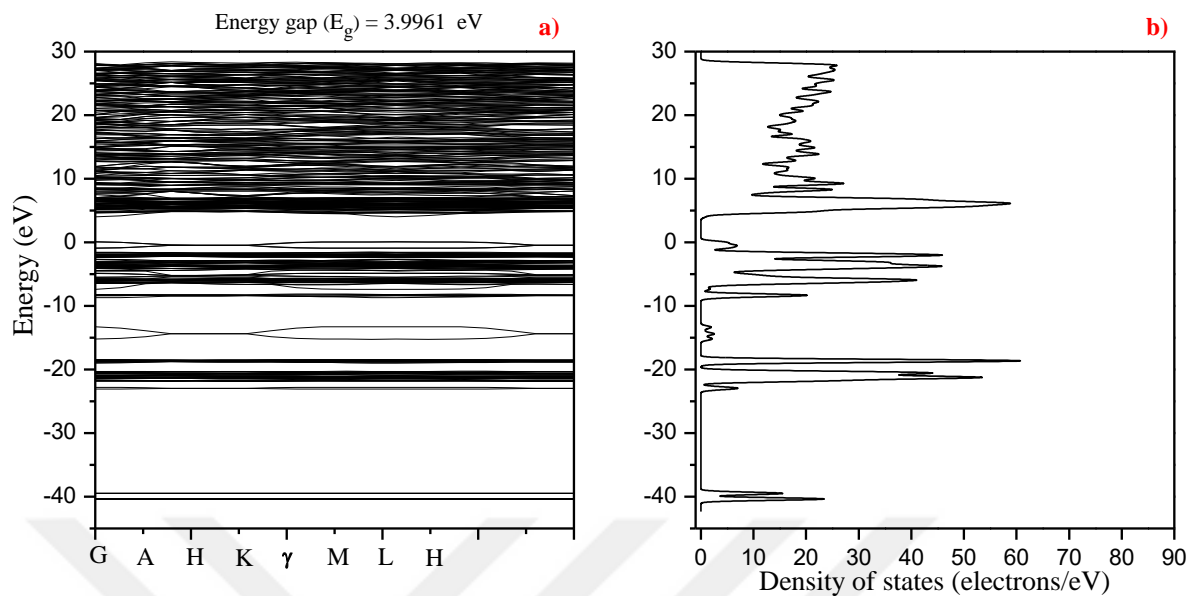 Energy gap (E_g) = 3.9961 eV
a)
30
20
10
0
-10
-20
-30
-40
Energy (eV)
G A H K γ M L H
b)
30
20
10
0
-10
-20
-30
-40
0 10 20 30 40 50 60 70 80 90
Density of states (electrons/eV)